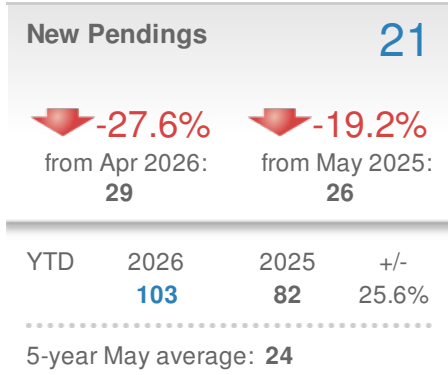 New Pendings 21
-27.6% -19.2%
from Apr 2026: from May 2025:
29 26
YTD 2026 2025 +/-
103 82 25.6%
5-year May average: 24